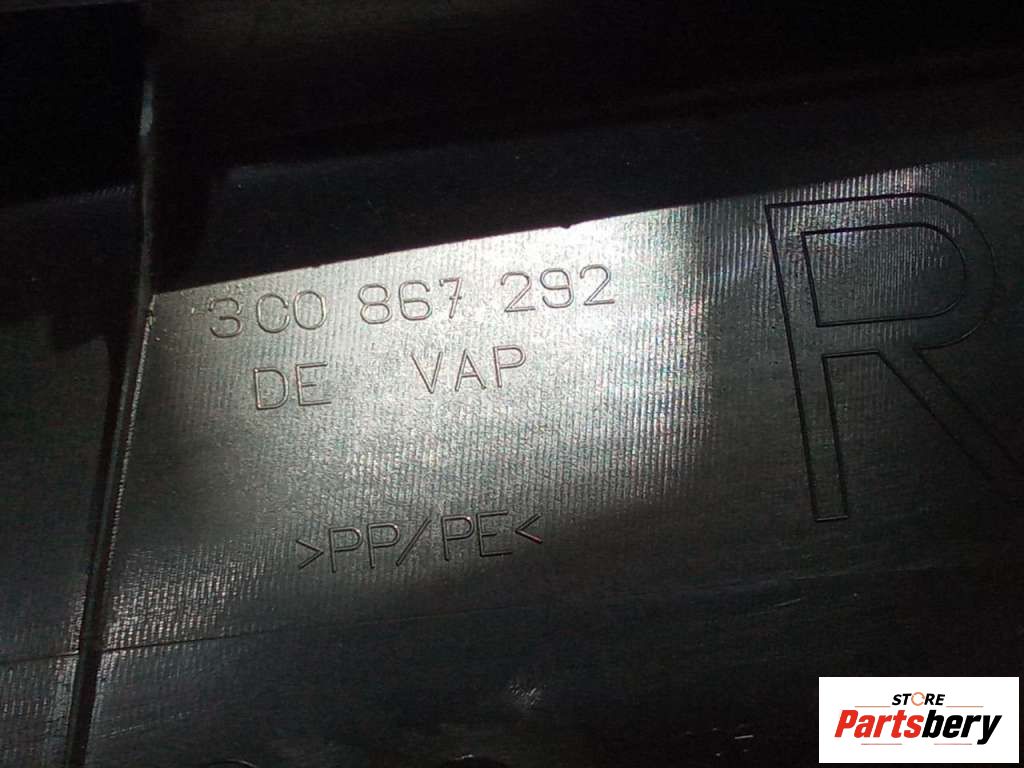 3C0 867 292
DE VAP
>PP/PE<
R
STORE
Partsbery